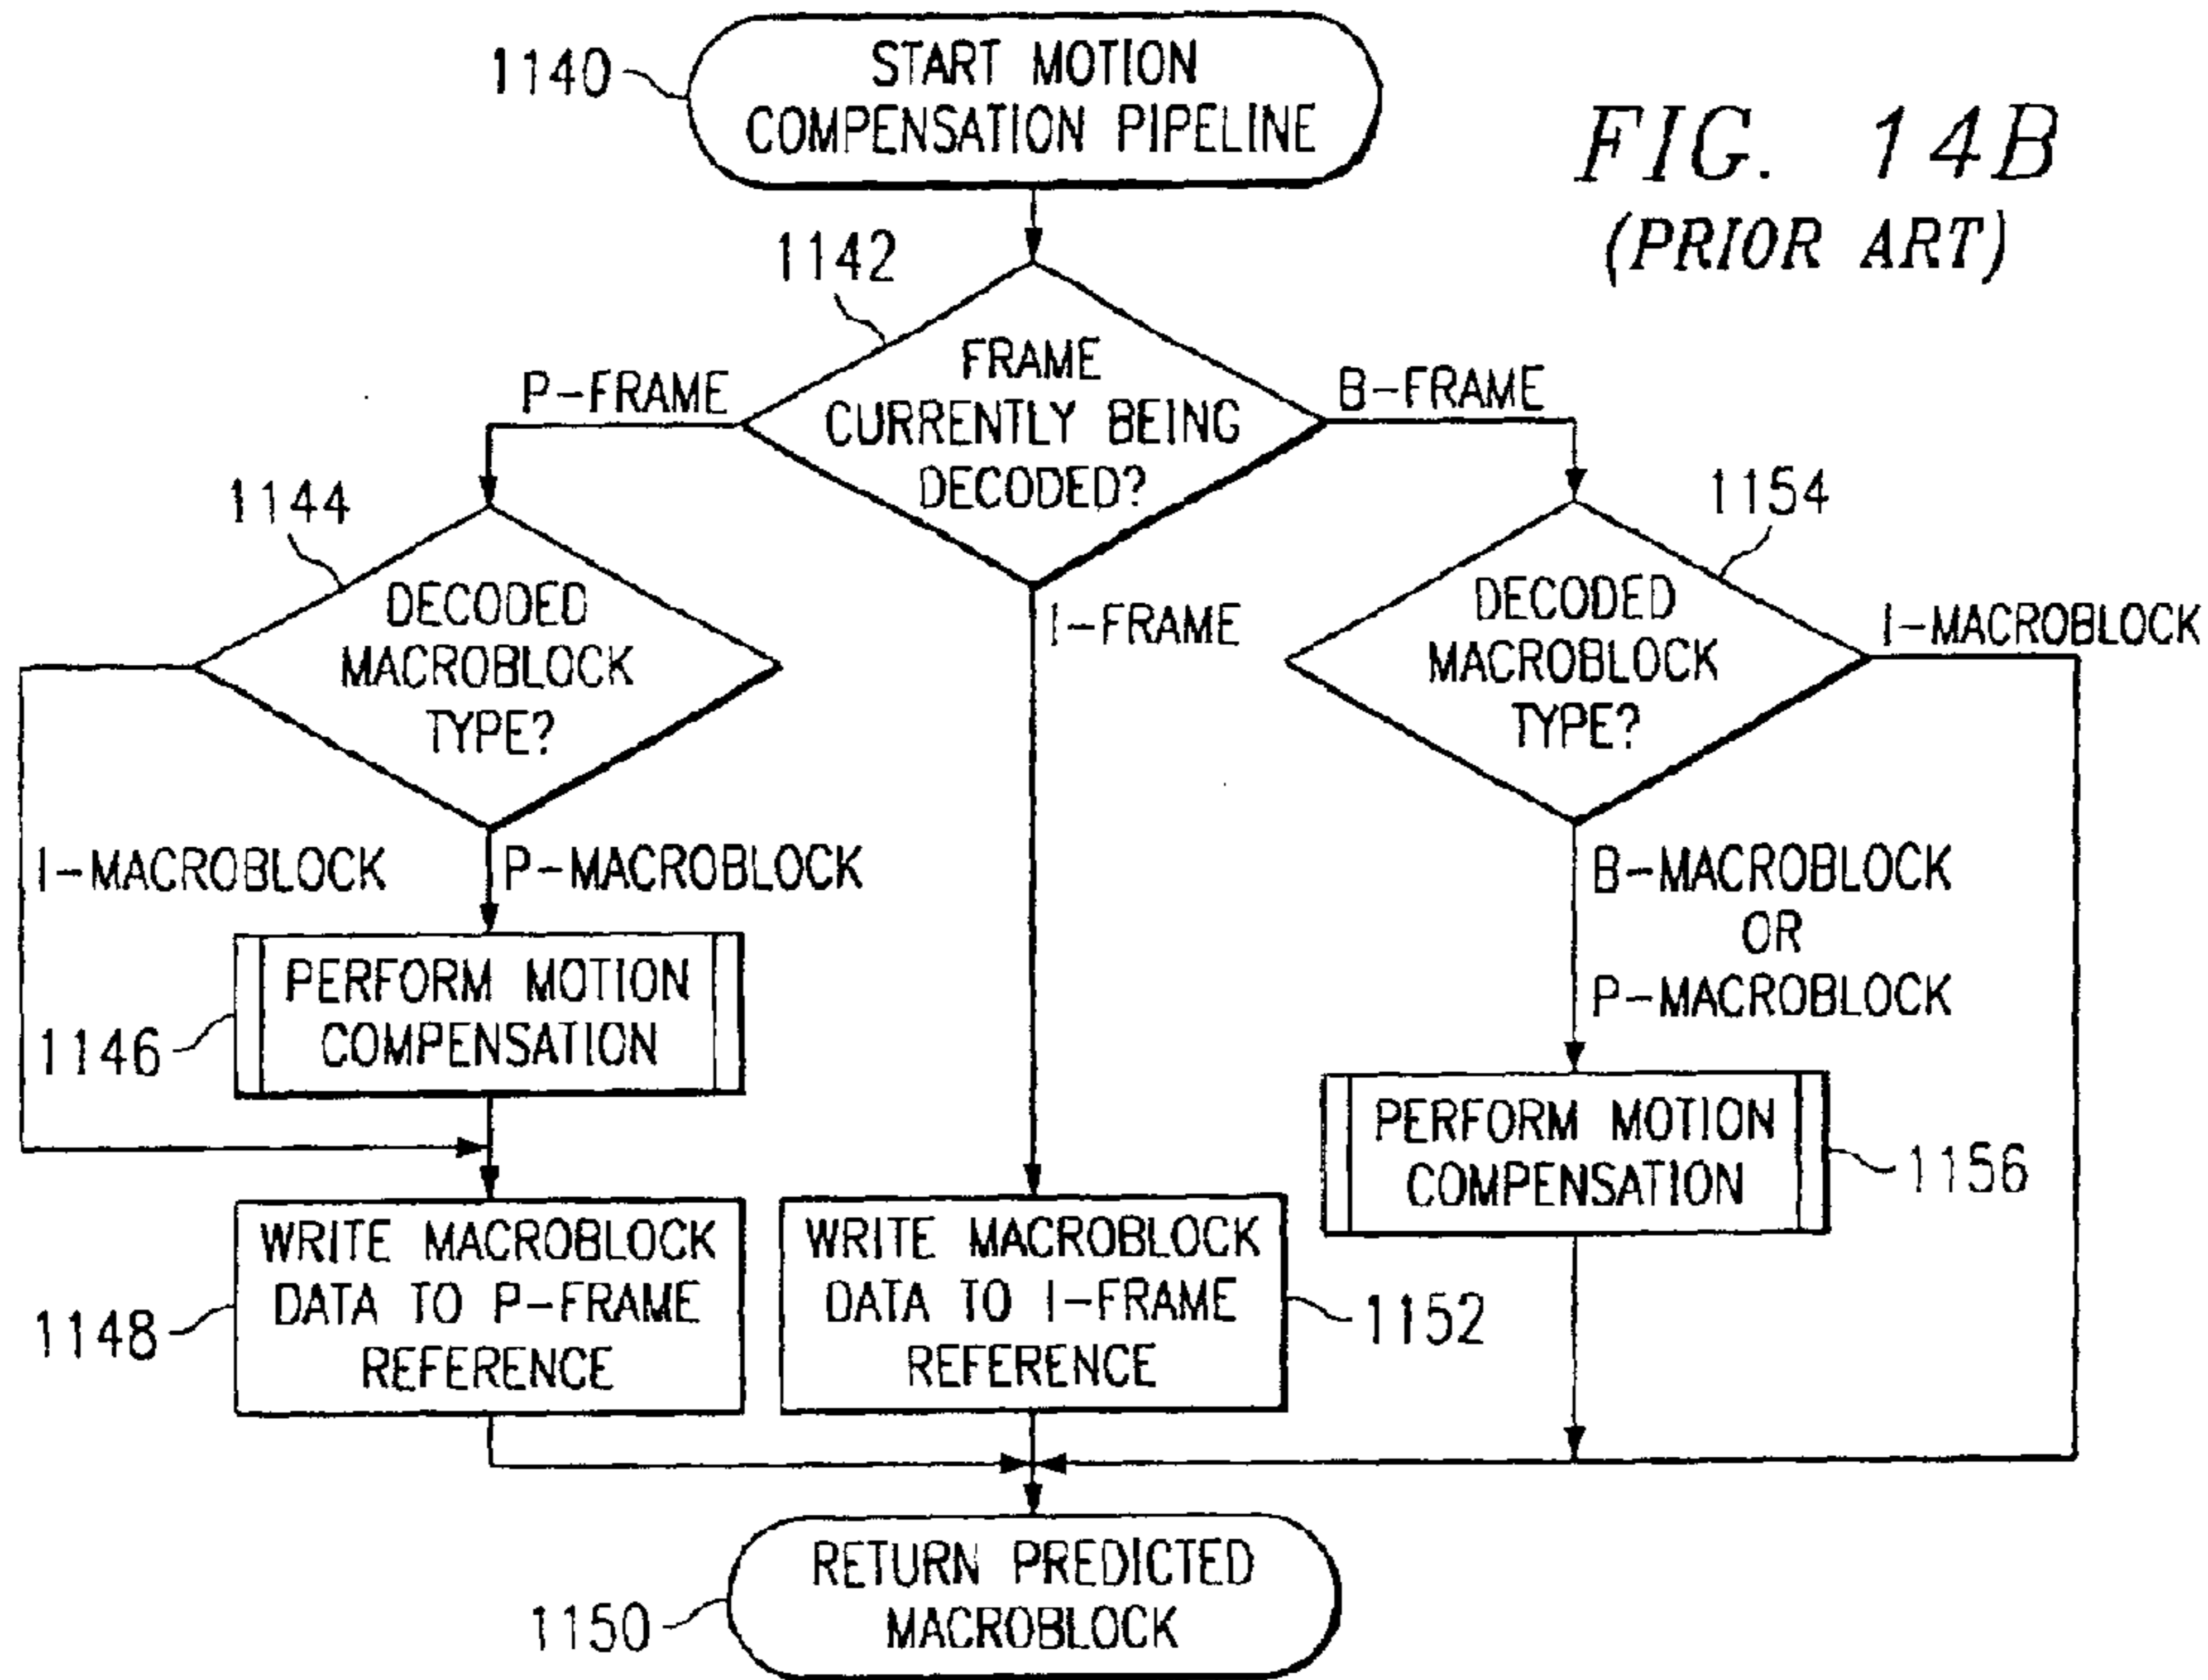 1140
START MOTION
COMPENSATION PIPELINE
FIG. 14B
(PRIOR ART)
1142
FRAME
CURRENTLY BEING
DECODED?
P-FRAME
B-FRAME
I-FRAME
1144
DECODED
MACROBLOCK
TYPE?
1154
DECODED
MACROBLOCK
TYPE?
I-MACROBLOCK
I-MACROBLOCK
P-MACROBLOCK
B-MACROBLOCK
OR
P-MACROBLOCK
PERFORM MOTION
COMPENSATION
1146
PERFORM MOTION
COMPENSATION
1156
WRITE MACROBLOCK
DATA TO P-FRAME
REFERENCE
1148
WRITE MACROBLOCK
DATA TO I-FRAME
REFERENCE
1152
RETURN PREDICTED
MACROBLOCK
1150